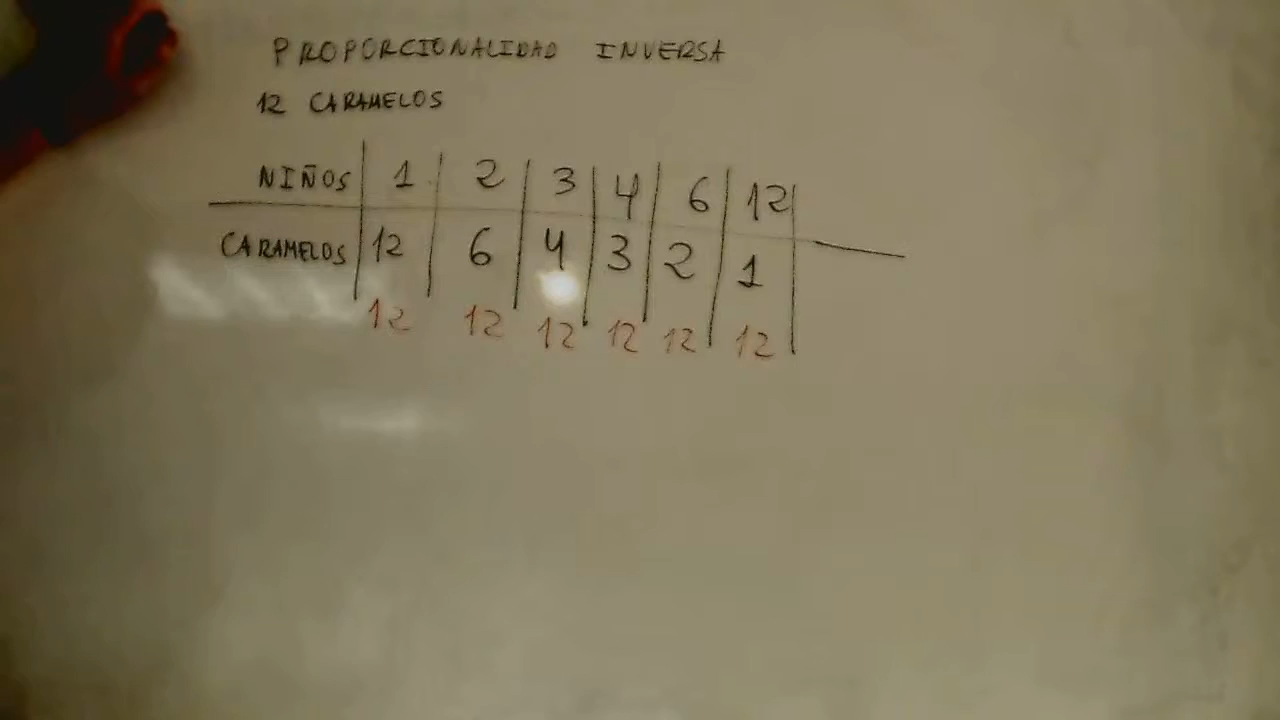 PROPORCIONALIDAD INVERSA
12 CARAMELOS
NIÑOS 1 2 3 4 6 12
CARAMELOS 12 6 4 3 2 1
12 12 12 12 12 12